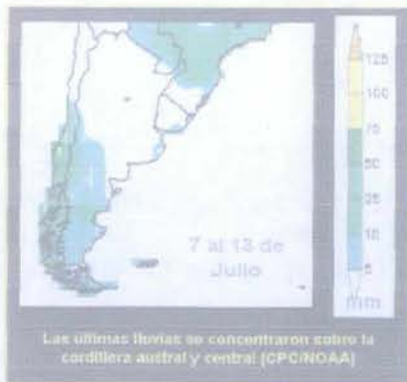 125
100
75
50
25
10
5
mm
7 al 13 de
Julio
Las últimas lluvias se concentraron sobre la
cordillera austral y central (CPC/NOAA)